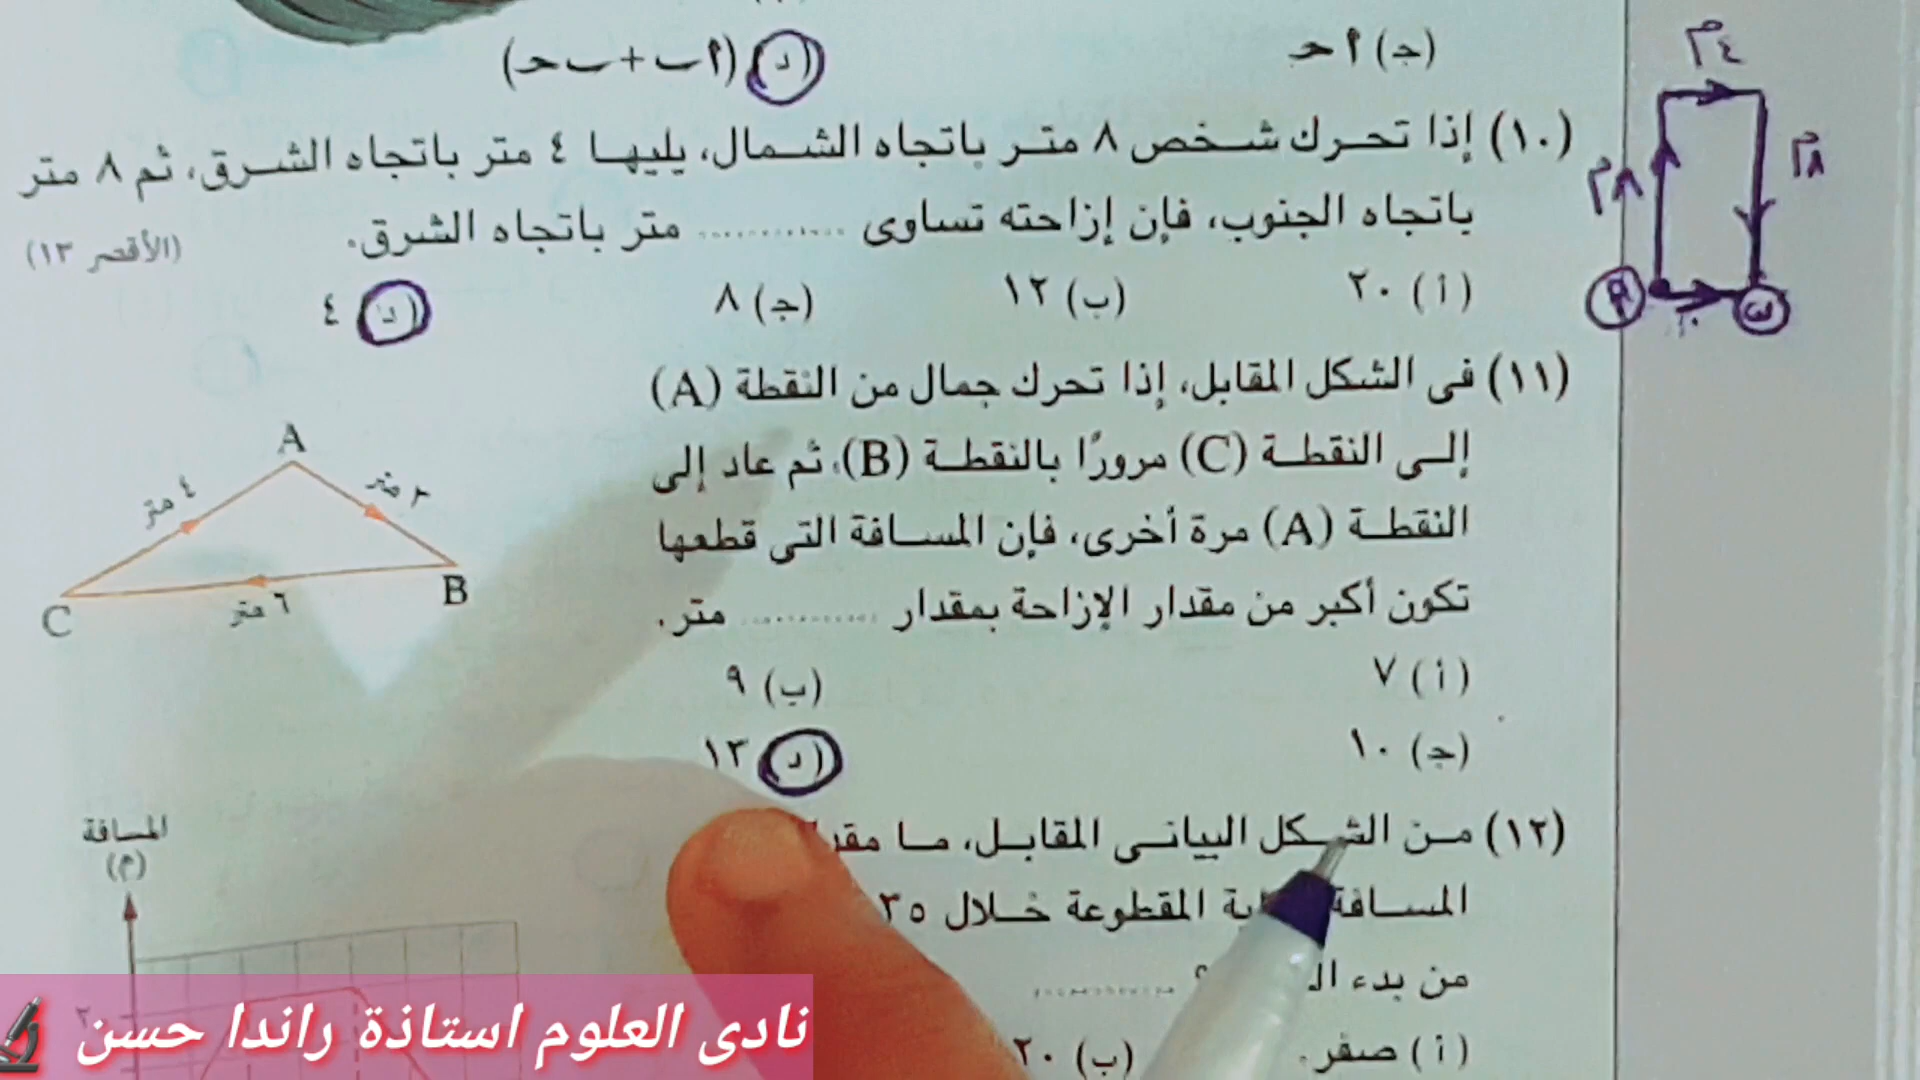 (جـ) أ حـ
(د) (أ ب + ب حـ)
(١٠) إذا تحرك شخص ٨ متر باتجاه الشمال، يليها ٤ متر باتجاه الشرق، ثم ٨ متر
باتجاه الجنوب، فإن إزاحته تساوى ............ متر باتجاه الشرق.
(الأقصر ١٣)
(أ) ٢٠
(ب) ١٢
(جـ) ٨
(د) ٤
٤م
٨م
٨م
(١١) فى الشكل المقابل، إذا تحرك جمال من النقطة (A)
إلى النقطة (C) مرورًا بالنقطة (B)، ثم عاد إلى
النقطة (A) مرة أخرى، فإن المسافة التى قطعها
تكون أكبر من مقدار الإزاحة بمقدار ............ متر.
A
٤ متر
٣ متر
B
C
٦ متر
(أ) ٧
(ب) ٩
(جـ) ١٠
(د) ١٣
(١٢) من الشكل البيانى المقابل، ما
المسافة المقطوعة خلال ٣٥
من بدء
(أ) صفر.
(ب) ٢٠
المسافة
(م)
نادى العلوم استاذة راندا حسن